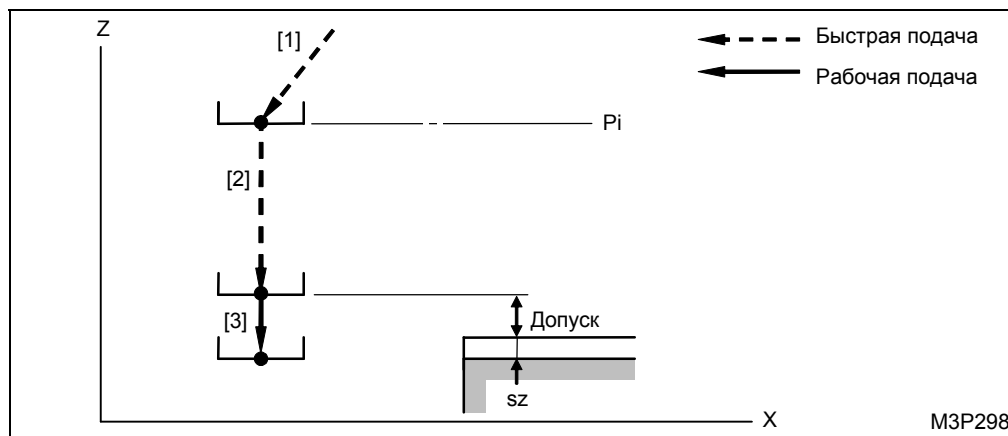 Z
[1]
Быстрая подача
Рабочая подача
Pi
[2]
[3]
Допуск
sz
X
M3P298